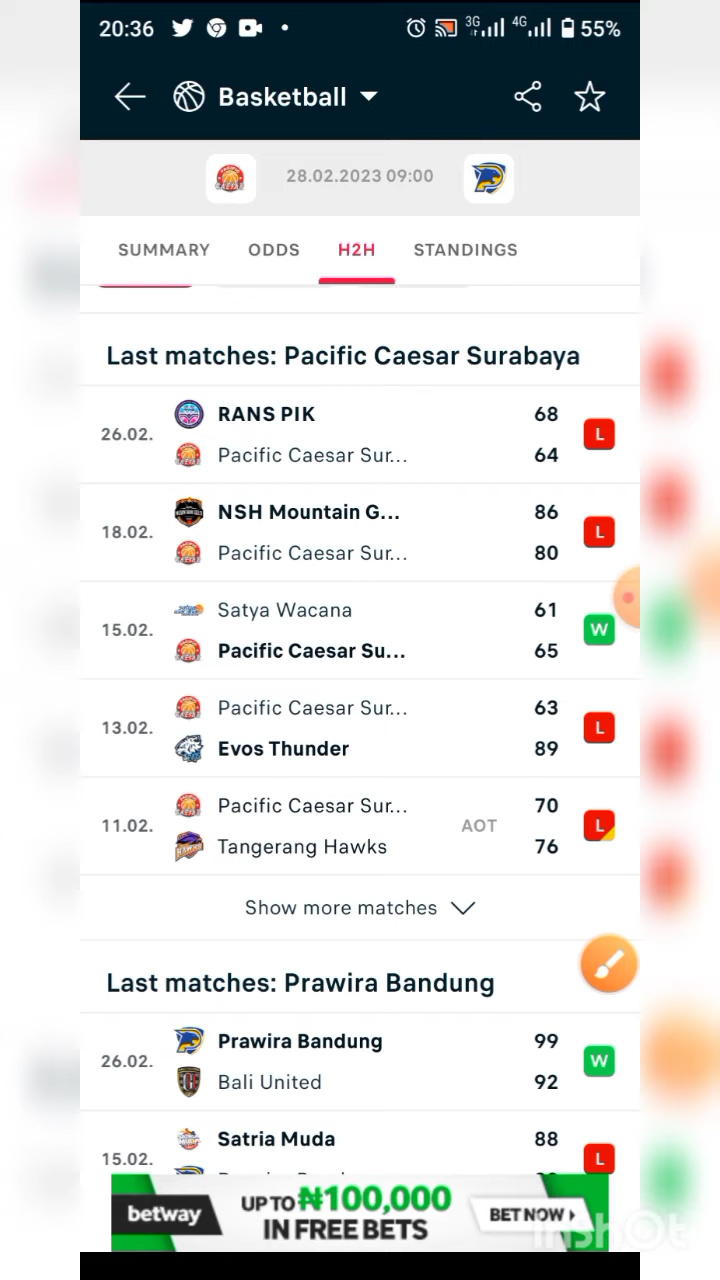 20:36 3G 4G 55%
Basketball
28.02.2023 09:00
SUMMARY ODDS H2H STANDINGS
Last matches: Pacific Caesar Surabaya
RANS PIK 68
26.02. L
Pacific Caesar Sur... 64
NSH Mountain G... 86
18.02. L
Pacific Caesar Sur... 80
Satya Wacana 61
15.02. W
Pacific Caesar Su... 65
Pacific Caesar Sur... 63
13.02. L
Evos Thunder 89
Pacific Caesar Sur... 70
11.02. AOT L
Tangerang Hawks 76
Show more matches
Last matches: Prawira Bandung
Prawira Bandung 99
26.02. W
Bali United 92
Satria Muda 88
15.02. L
betway UP TO ₦100,000 IN FREE BETS BET NOW
InShot